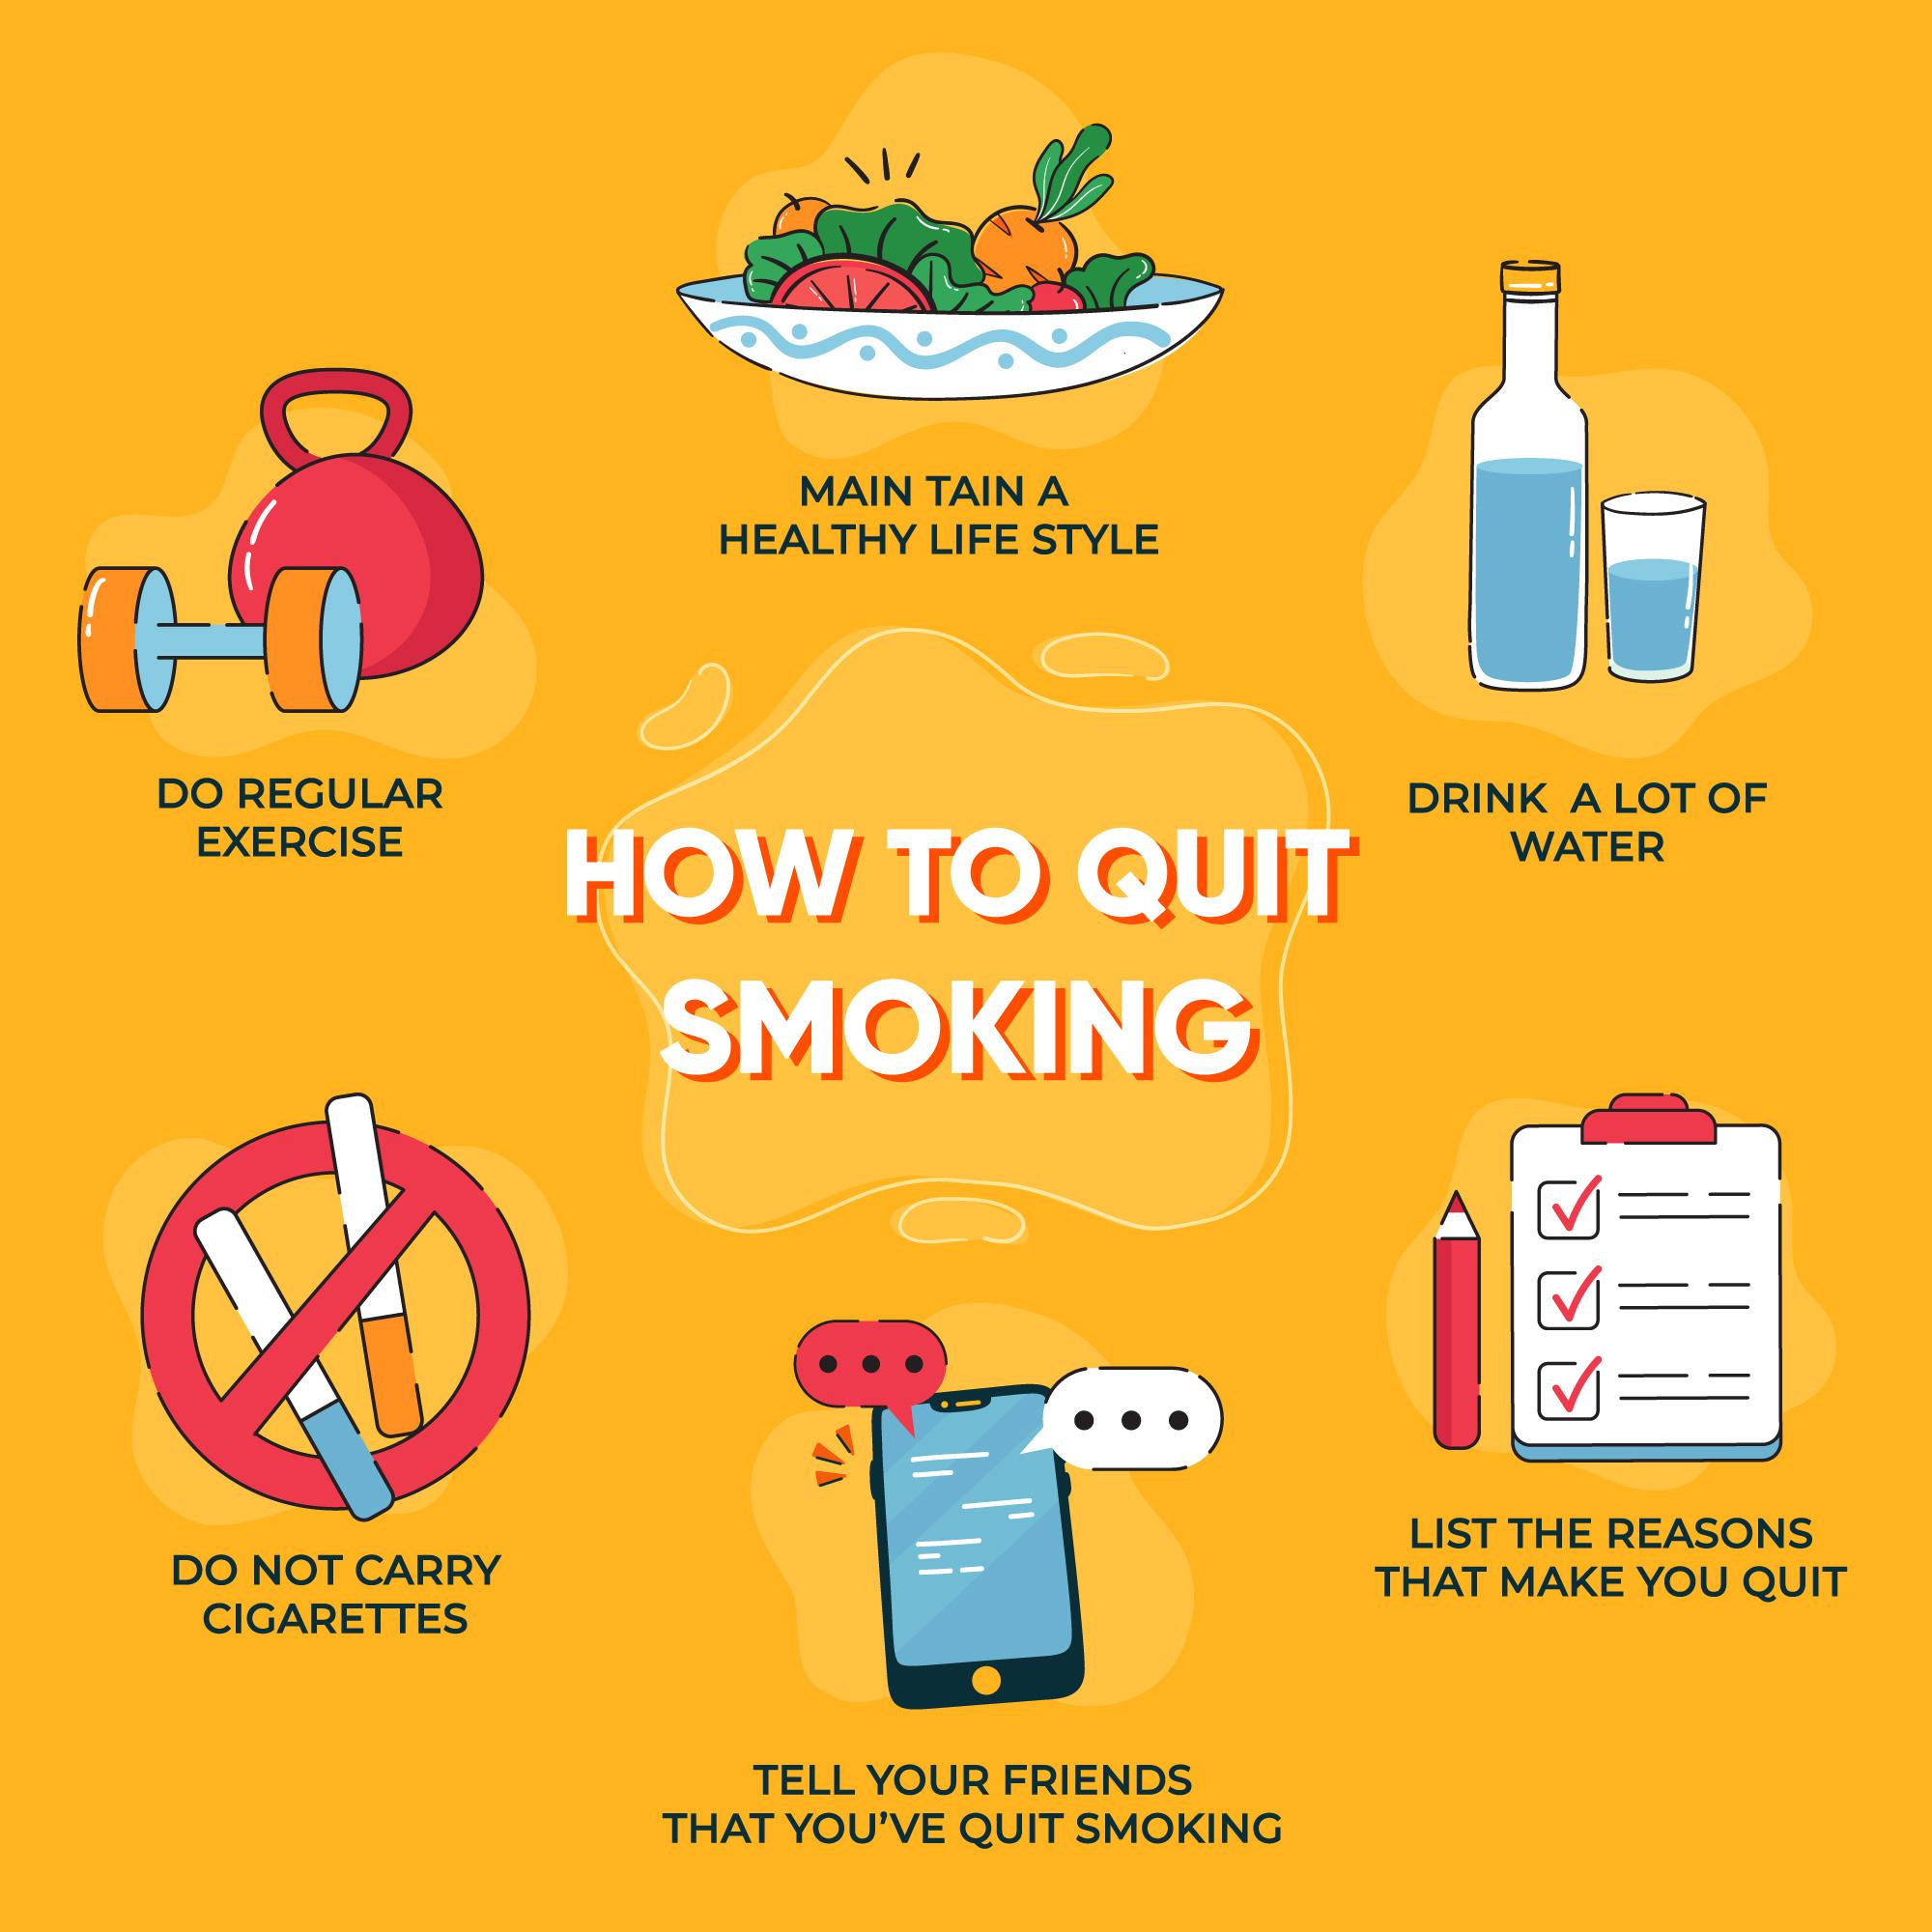 MAIN TAIN A
HEALTHY LIFE STYLE
DO REGULAR
EXERCISE
DRINK  A LOT OF
WATER
HOW TO QUIT
SMOKING
DO NOT CARRY
CIGARETTES
LIST THE REASONS
THAT MAKE YOU QUIT
TELL YOUR FRIENDS
THAT YOU'VE QUIT SMOKING